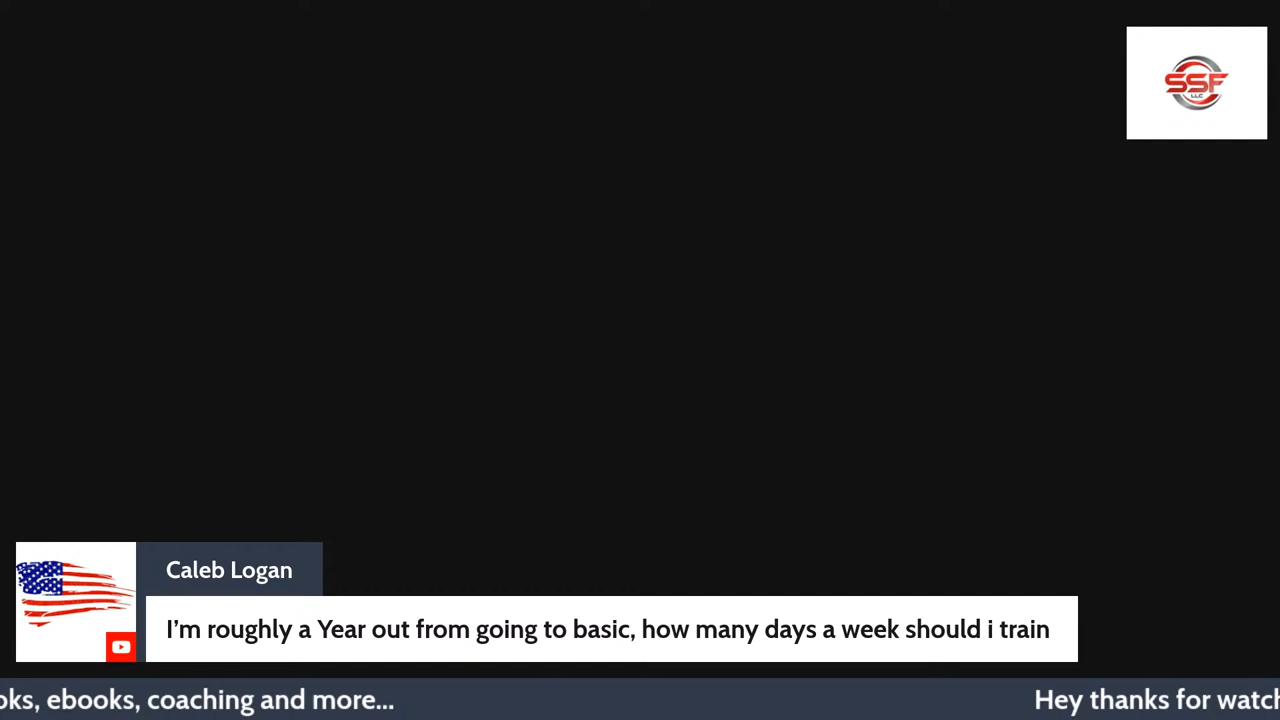 SSF
LLC
Caleb Logan
I’m roughly a Year out from going to basic, how many days a week should i train
oks, ebooks, coaching and more... Hey thanks for watch